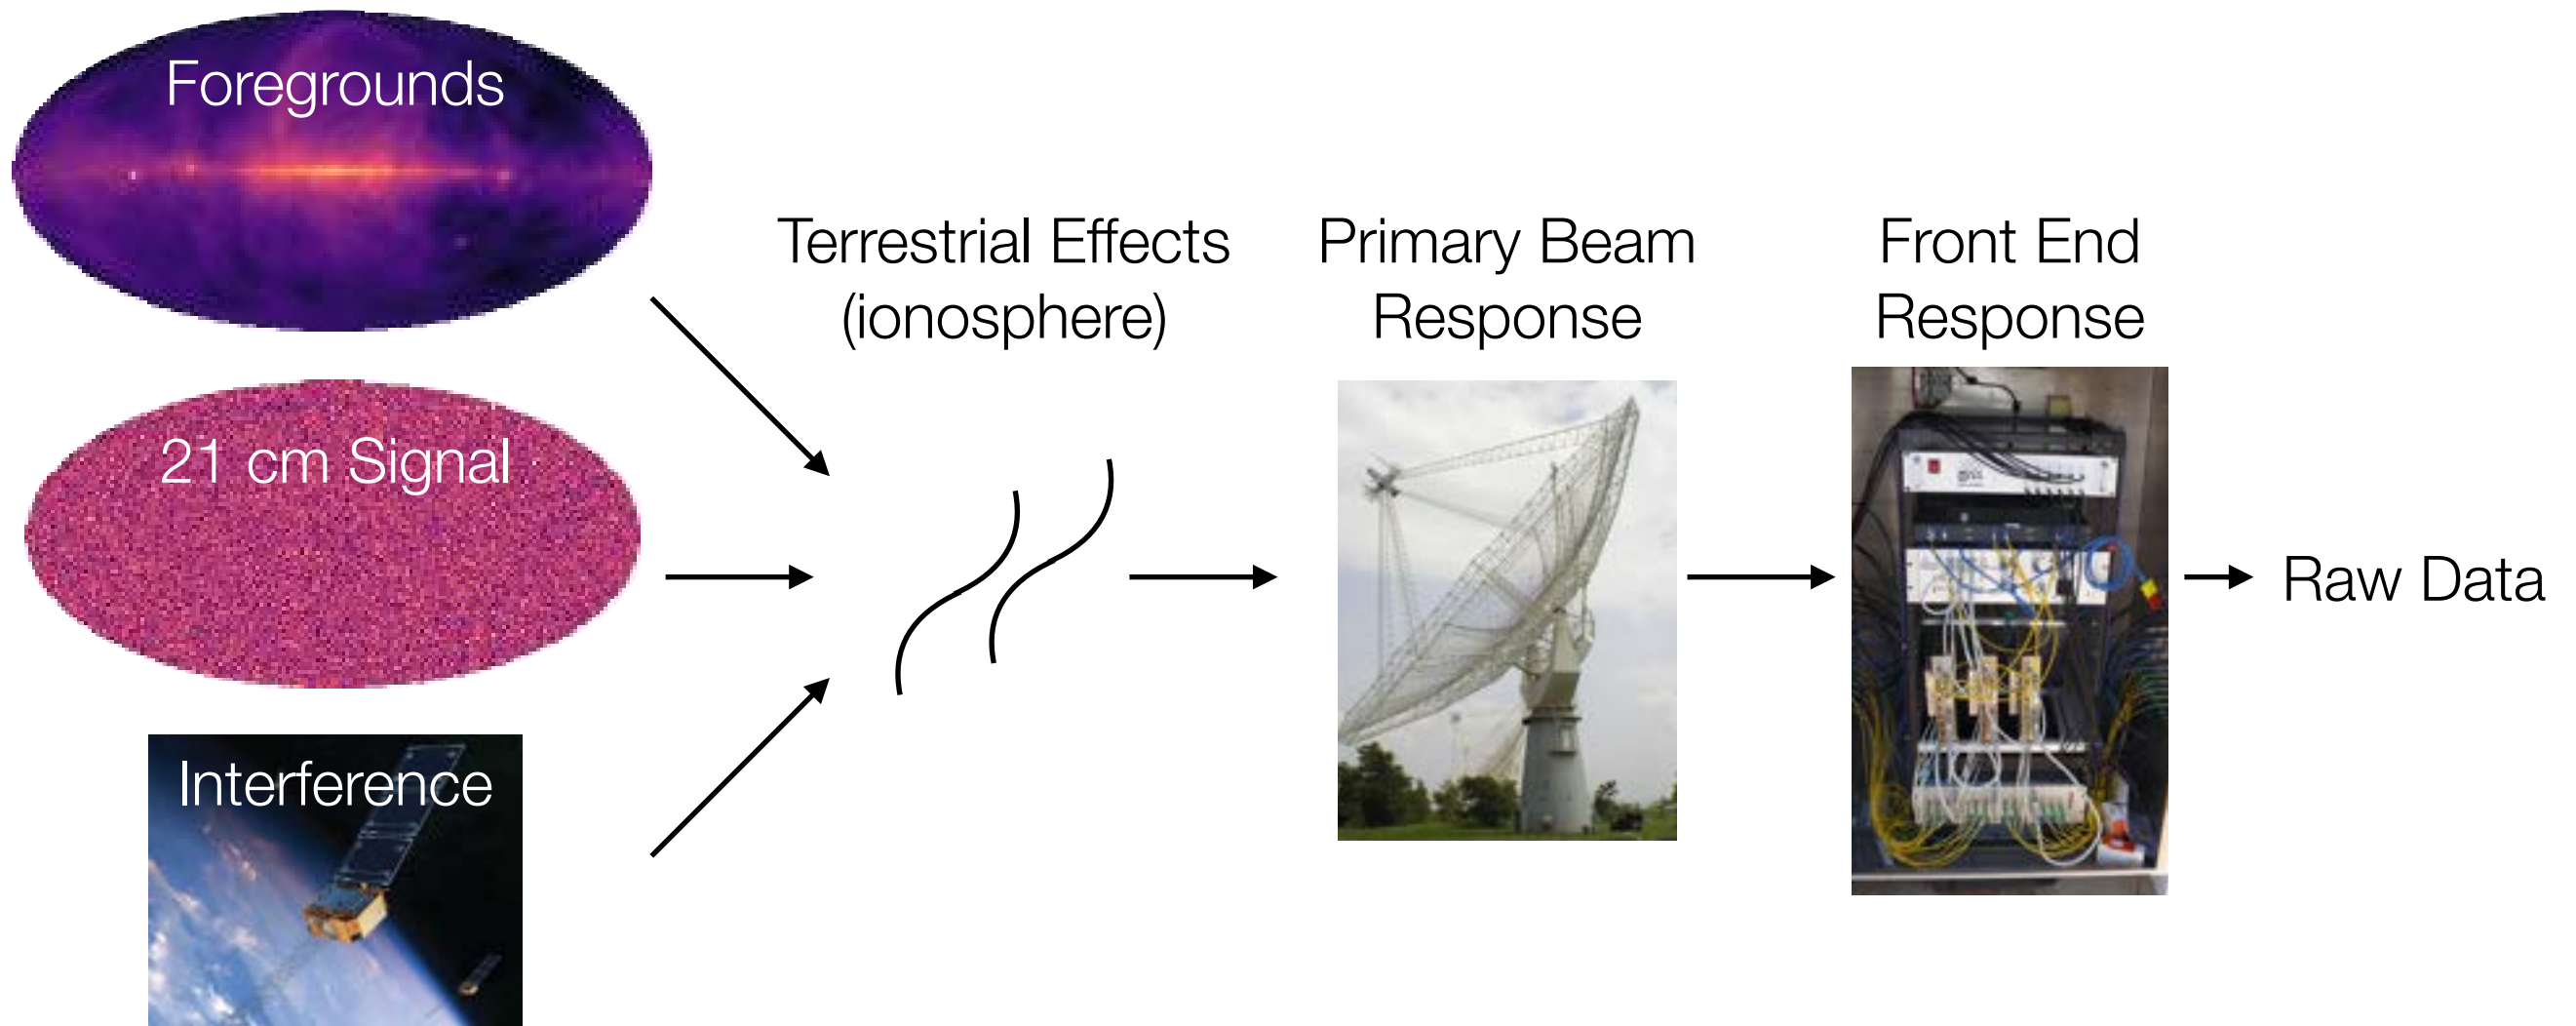 Foregrounds
21 cm Signal
Interference
Terrestrial Effects
(ionosphere)
Primary Beam
Response
Front End
Response
Raw Data